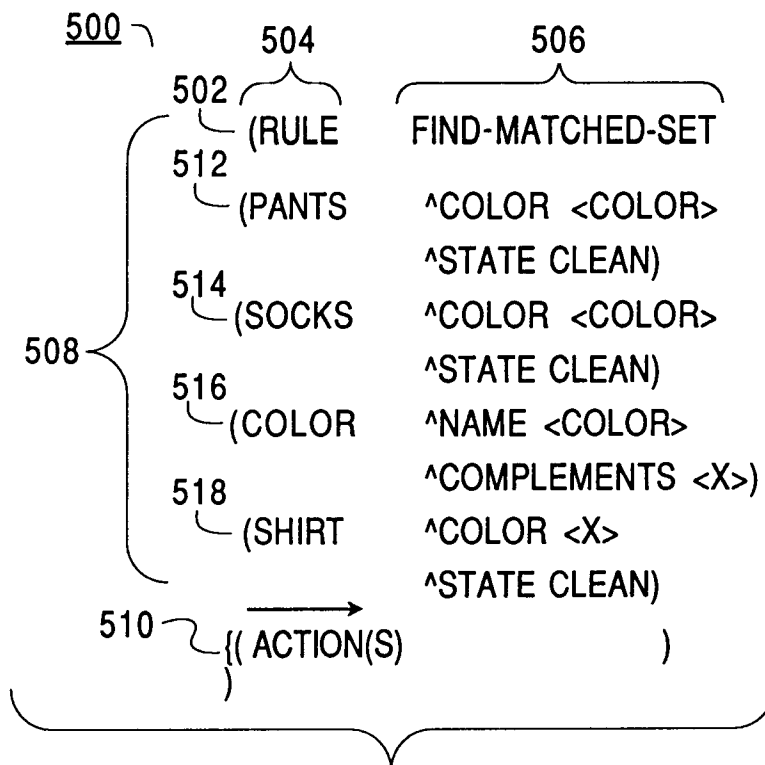 500 504 506
502
(RULE FIND-MATCHED-SET
512
(PANTS ^COLOR <COLOR>
^STATE CLEAN)
514
(SOCKS ^COLOR <COLOR>
508
^STATE CLEAN)
516
(COLOR ^NAME <COLOR>
^COMPLEMENTS <X>)
518
(SHIRT ^COLOR <X>
^STATE CLEAN)
510
{( ACTION(S) )
)